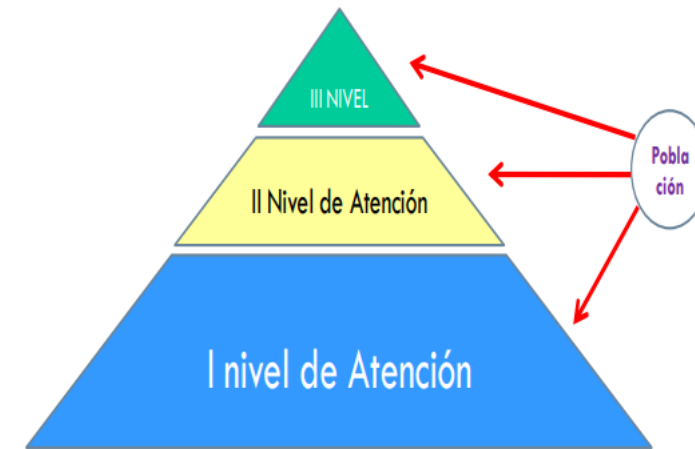 III NIVEL
II Nivel de Atención
Pobla
ción
I nivel de Atención